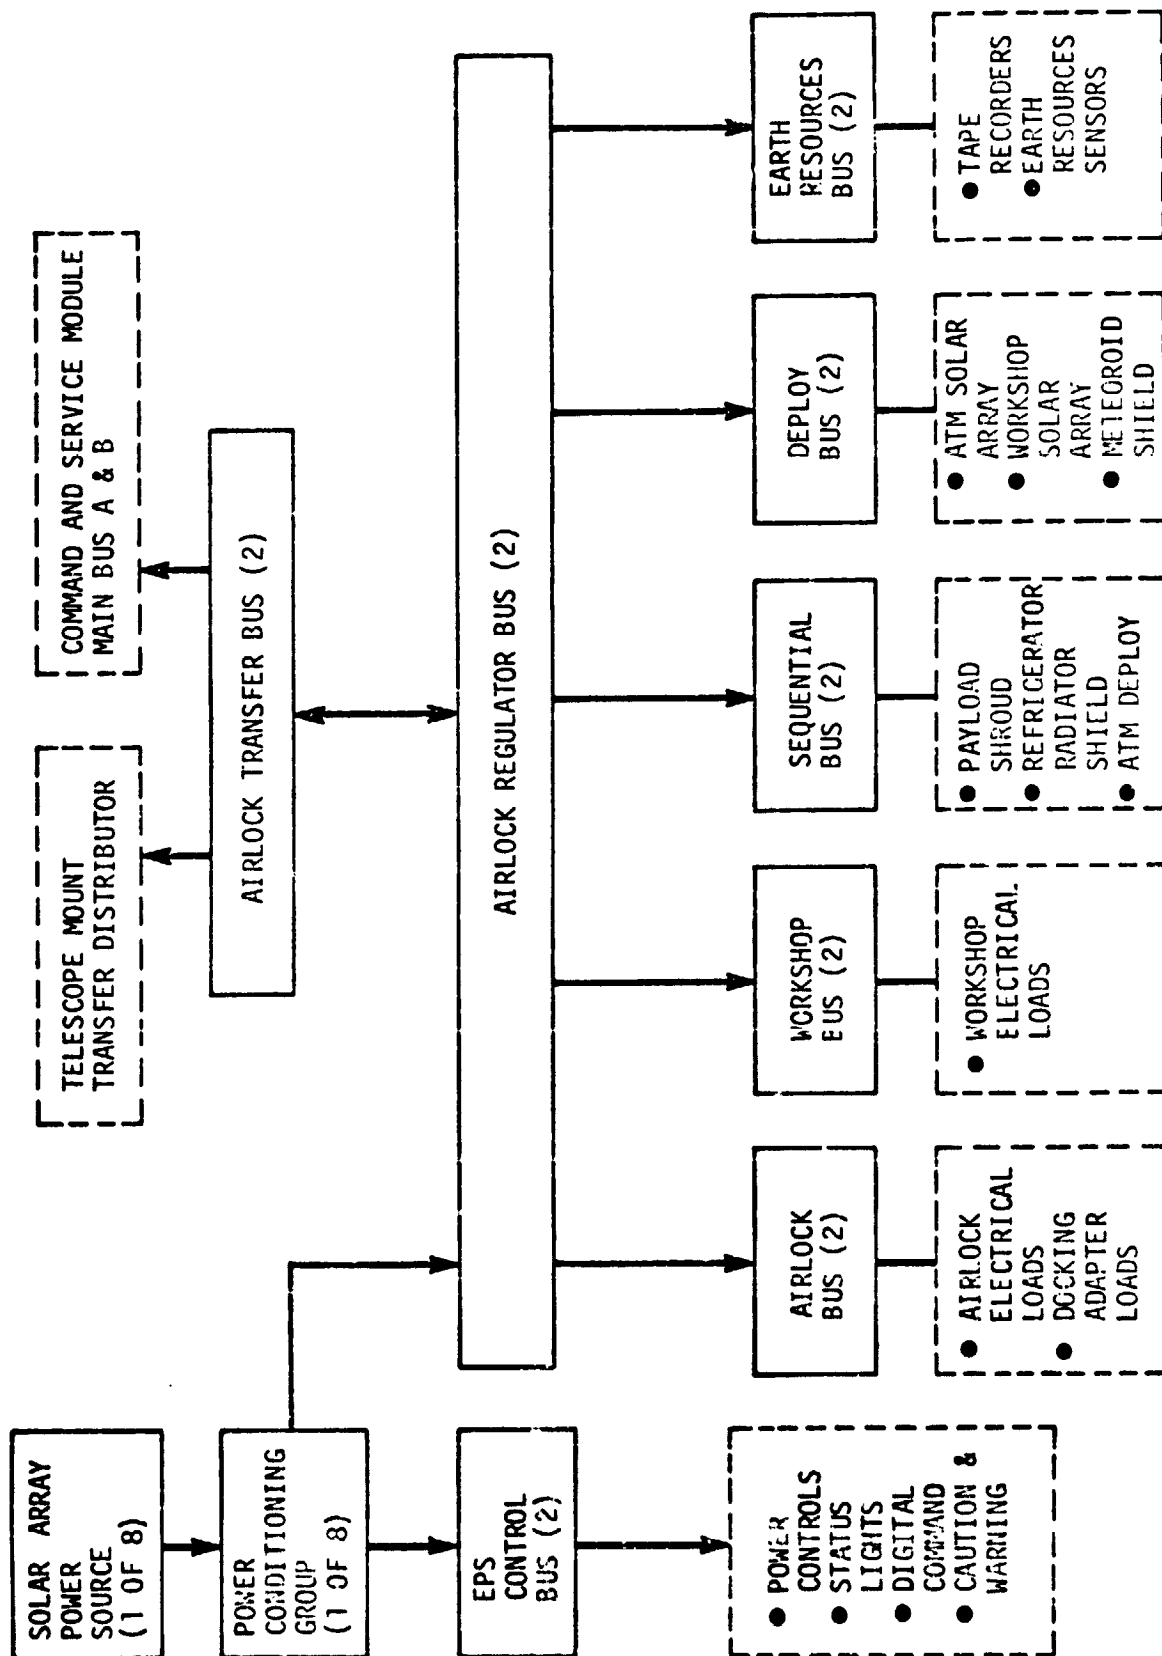 SOLAR ARRAY
POWER
SOURCE
(1 OF 8)
POWER
CONDITIONING
GROUP
(1 OF 8)
EPS
CONTROL
BUS (2)
● POWER
CONTROLS
● STATUS
LIGHTS
● DIGITAL
COMMAND
● CAUTION &
WARNING
TELESCOPE MOUNT
TRANSFER DISTRIBUTOR
COMMAND AND SERVICE MODULE
MAIN BUS A & B
AIRLOCK TRANSFER BUS (2)
AIRLOCK REGULATOR BUS (2)
AIRLOCK
BUS (2)
● AIRLOCK
ELECTRICAL
LOADS
● DOCKING
ADAPTER
LOADS
WORKSHOP
BUS (2)
● WORKSHOP
ELECTRICAL
LOADS
SEQUENTIAL
BUS (2)
● PAYLOAD
SHROUD
● REFRIGERATOR
RADIATOR
SHIELD
● ATM DEPLOY
DEPLOY
BUS (2)
● ATM SOLAR
ARRAY
● WORKSHOP
SOLAR
ARRAY
● METEOROID
SHIELD
EARTH
RESOURCES
BUS (2)
● TAPE
RECORDERS
● EARTH
RESOURCES
SENSORS